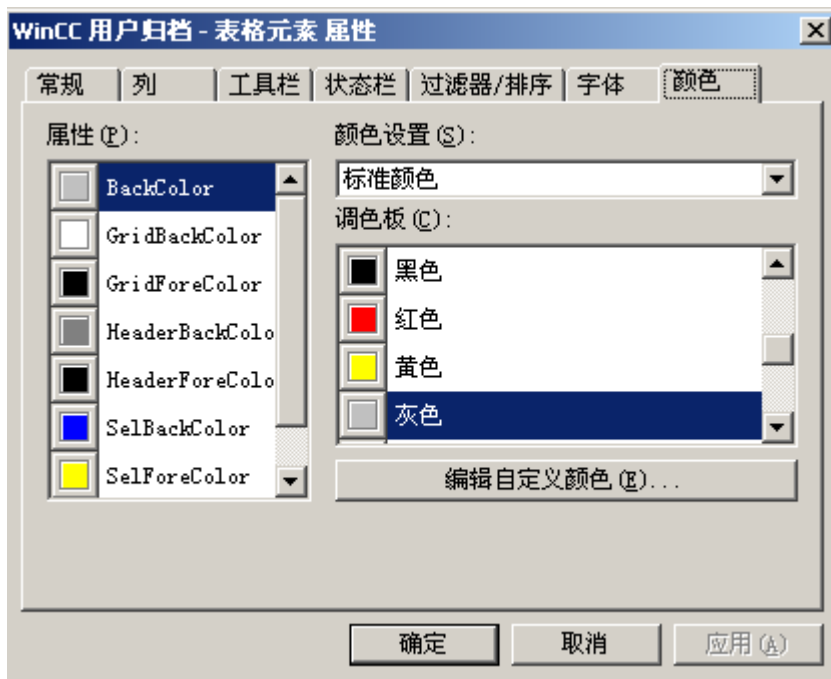 WinCC 用户归档 - 表格元素 属性
常规 列 工具栏 状态栏 过滤器/排序 字体 颜色
属性(P):
BackColor
GridBackColor
GridForeColor
HeaderBackColo
HeaderForeColo
SelBackColor
SelForeColor
颜色设置(S):
标准颜色
调色板(C):
黑色
红色
黄色
灰色
编辑自定义颜色(E)...
确定 取消 应用(A)